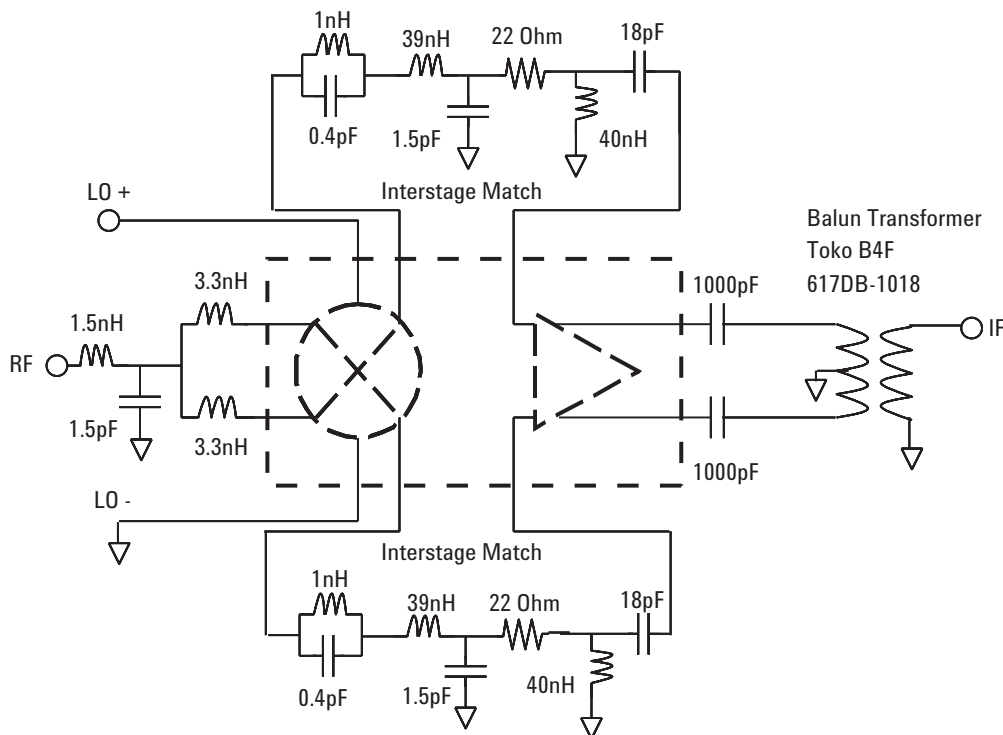 1nH
39nH
22 Ohm
18pF
0.4pF
1.5pF
40nH
Interstage Match
LO +
Balun Transformer
Toko B4F
617DB-1018
3.3nH
1000pF
1.5nH
RF
IF
1.5pF
3.3nH
1000pF
LO -
Interstage Match
1nH
39nH
22 Ohm
18pF
0.4pF
1.5pF
40nH